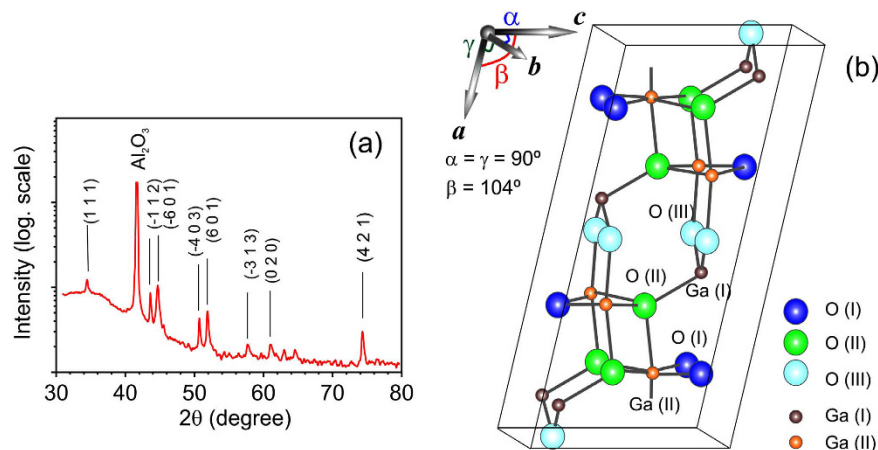 (a)
Intensity (log. scale)
(1 1 1)
Al₂O₃
(-1 1 2)
(-6 0 1)
(-4 0 3)
(6 0 1)
(-3 1 3)
(0 2 0)
(4 2 1)
30 40 50 60 70 80
2θ (degree)
(b)
α
c
γ
β
b
a
α = γ = 90º
β = 104º
O (III)
O (II)
Ga (I)
O (I)
Ga (II)
O (I)
O (II)
O (III)
Ga (I)
Ga (II)